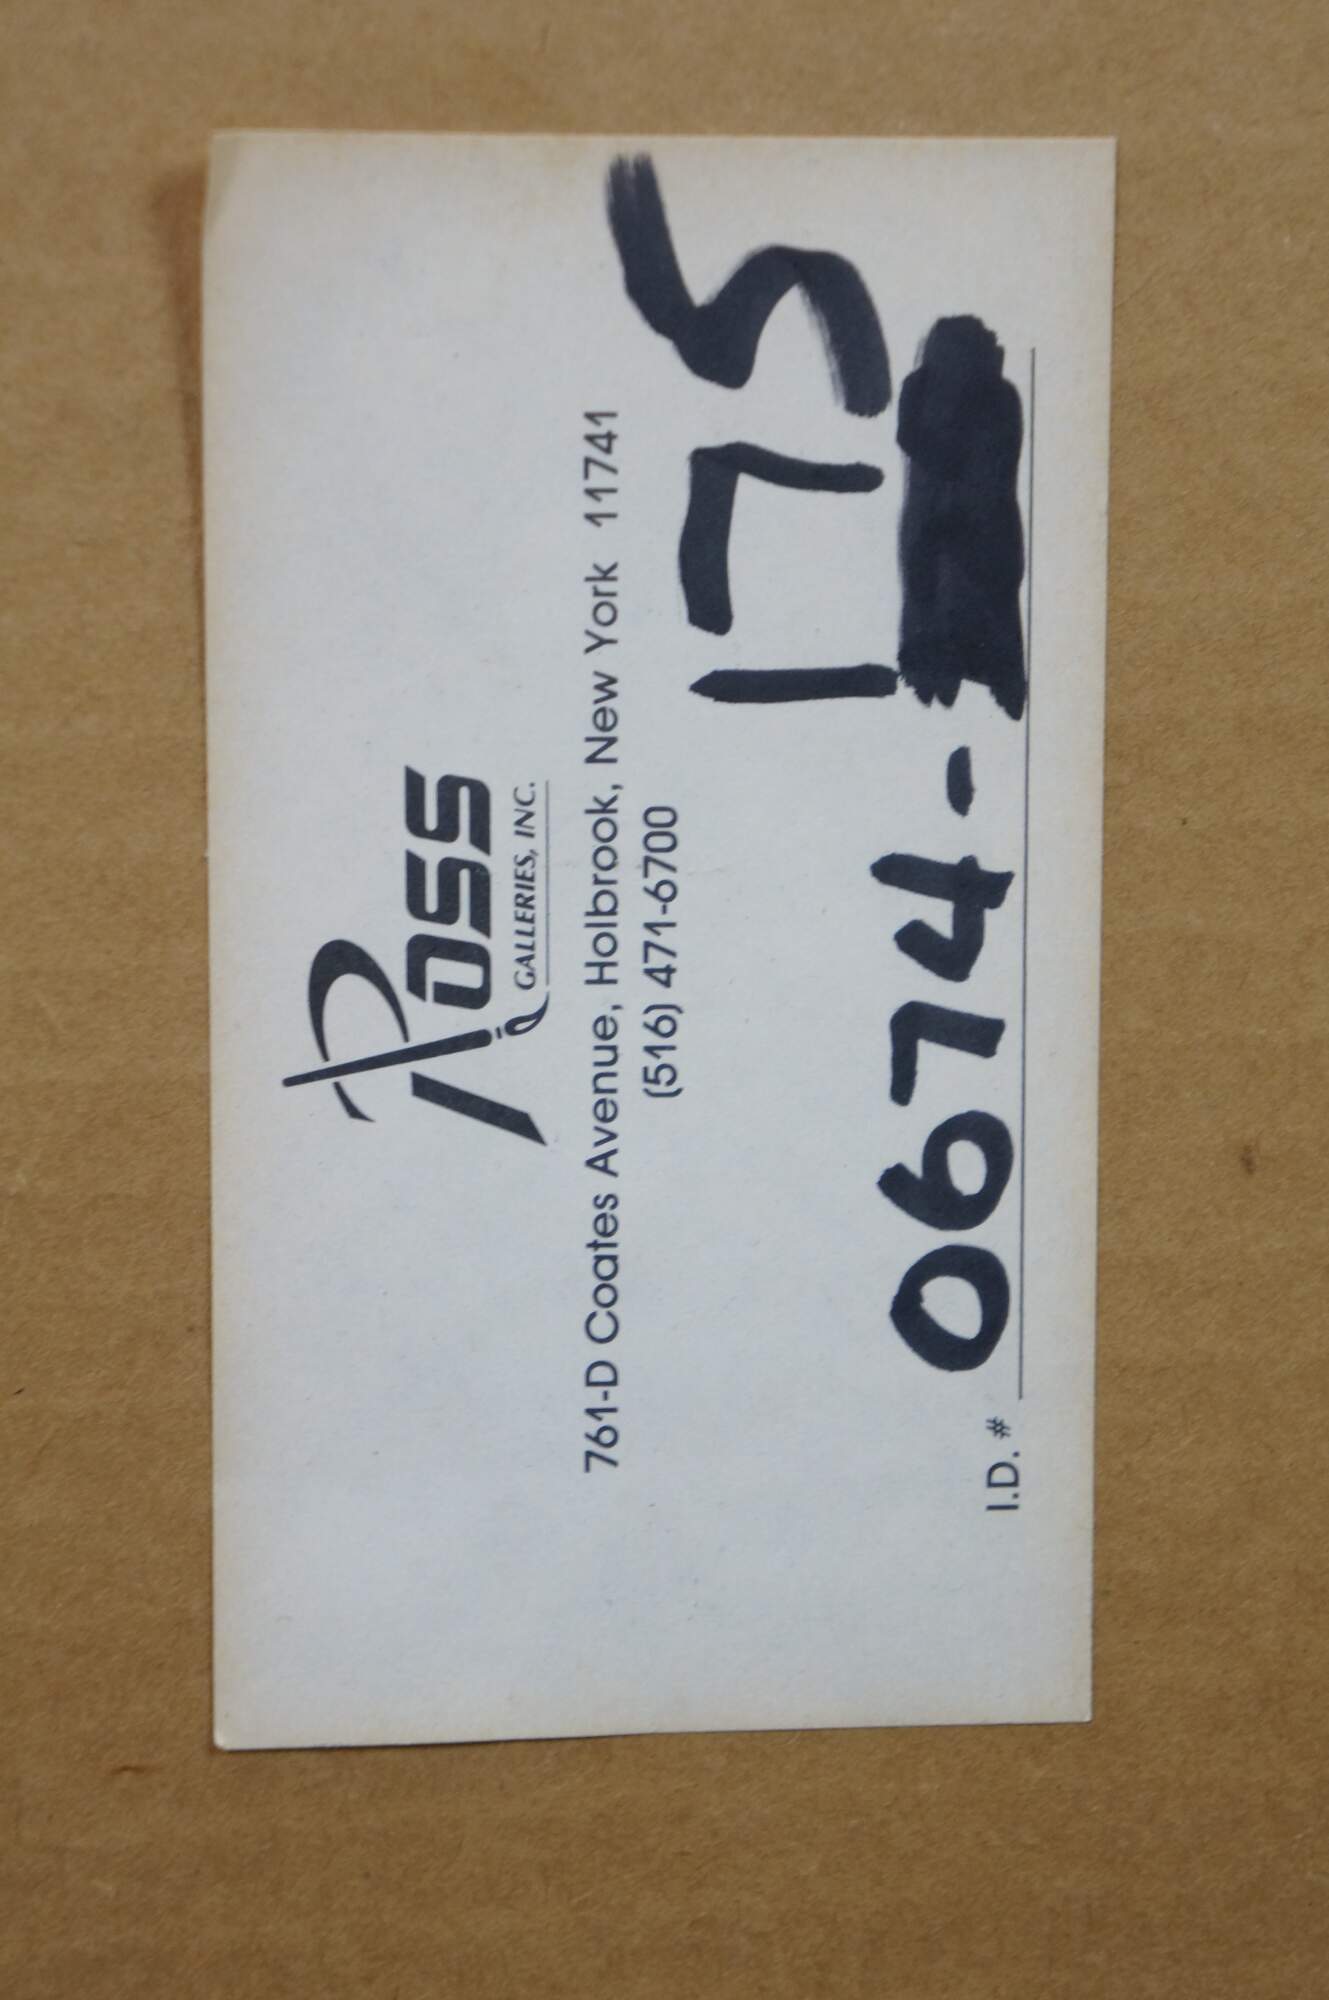 ROSS
GALLERIES, INC.
761-D Coates Avenue, Holbrook, New York 11741
(516) 471-6700
175
I.D. # 0674-